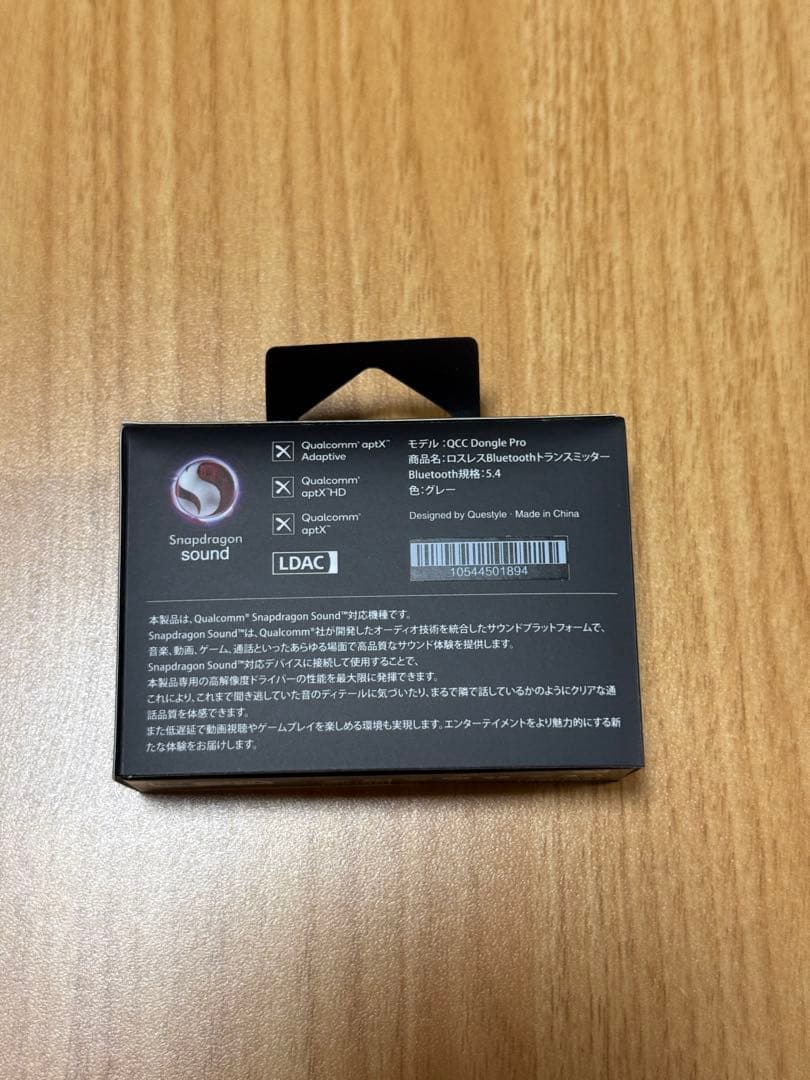 Snapdragon
sound
Qualcomm® aptX™
Adaptive
Qualcomm®
aptX™HD
Qualcomm®
aptX™
LDAC
モデル：QCC Dongle Pro
商品名：ロスレスBluetoothトランスミッター
Bluetooth規格：5.4
色：グレー
Designed by Questyle · Made in China
10544501894
本製品は、Qualcomm® Snapdragon Sound™対応機種です。
Snapdragon Sound™は、Qualcomm®社が開発したオーディオ技術を統合したサウンドプラットフォームで、
音楽、動画、ゲーム、通話といったあらゆる場面で高品質なサウンド体験を提供します。
Snapdragon Sound™対応デバイスに接続して使用することで、
本製品専用の高解像度ドライバーの性能を最大限に発揮できます。
これにより、これまで聞き逃していた音のディテールに気づいたり、まるで隣で話しているかのようにクリアな通
話品質を体感できます。
また低遅延で動画視聴やゲームプレイを楽しめる環境も実現します。エンターテイメントをより魅力的にする新
たな体験をお届けします。